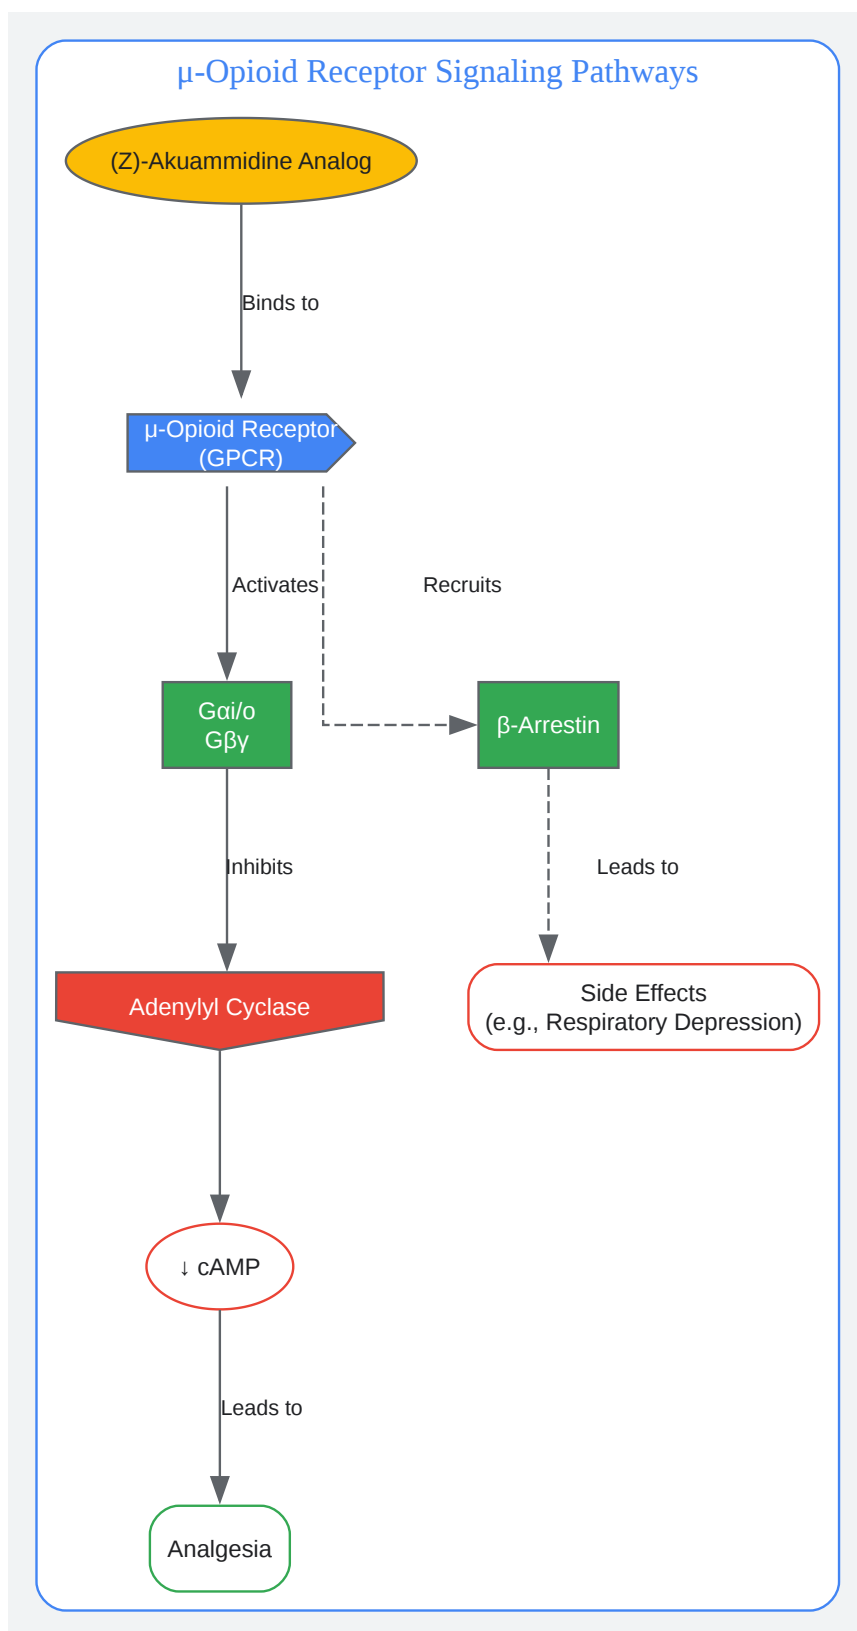 μ-Opioid Receptor Signaling Pathways
(Z)-Akuammidine Analog
Binds to
μ-Opioid Receptor
(GPCR)
Activates
Recruits
Gαi/o
Gβγ
β-Arrestin
Inhibits
Leads to
Adenylyl Cyclase
Side Effects
(e.g., Respiratory Depression)
↓ cAMP
Leads to
Analgesia